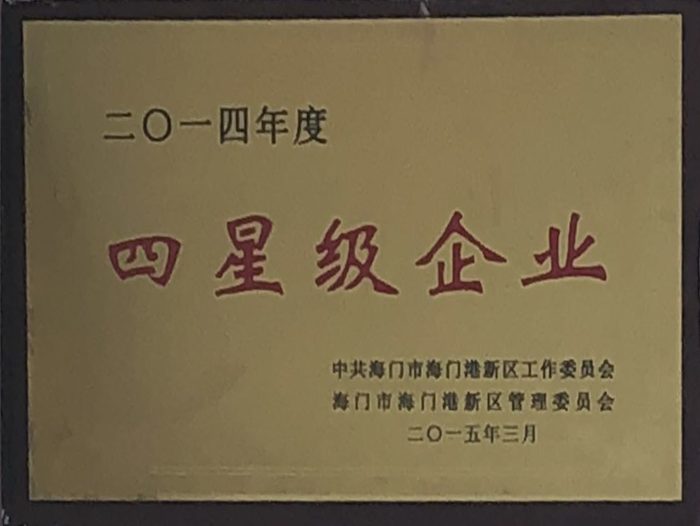 二〇一四年度
四星级企业
中共海门市海门港新区工作委员会
海门市海门港新区管理委员会
二〇一五年三月